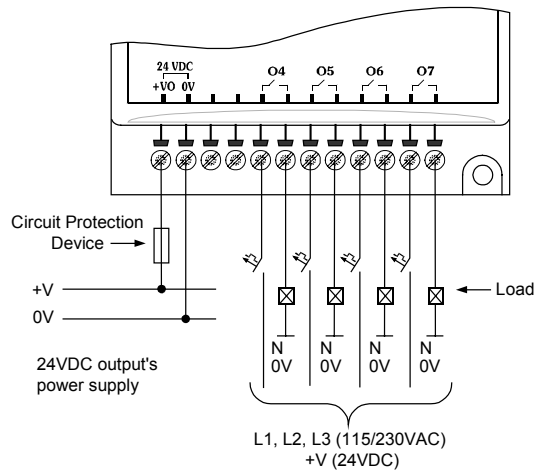 24 VDC
+VO 0V
O4 O5 O6 O7
Circuit Protection
Device
+V
0V
Load
N N N N
0V 0V 0V 0V
24VDC output's
power supply
L1, L2, L3 (115/230VAC)
+V (24VDC)